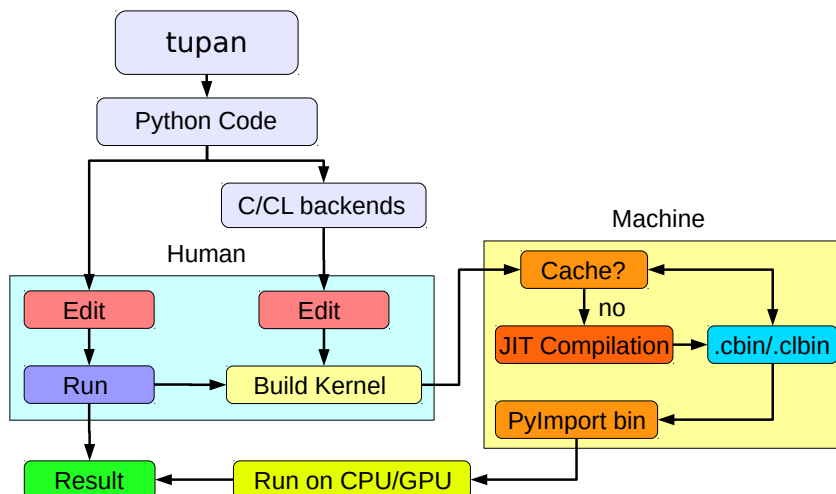 tupan
Python Code
C/CL backends
Human
Machine
Edit
Edit
Run
Build Kernel
Cache?
no
JIT Compilation
.cbin/.clbin
PyImport bin
Result
Run on CPU/GPU